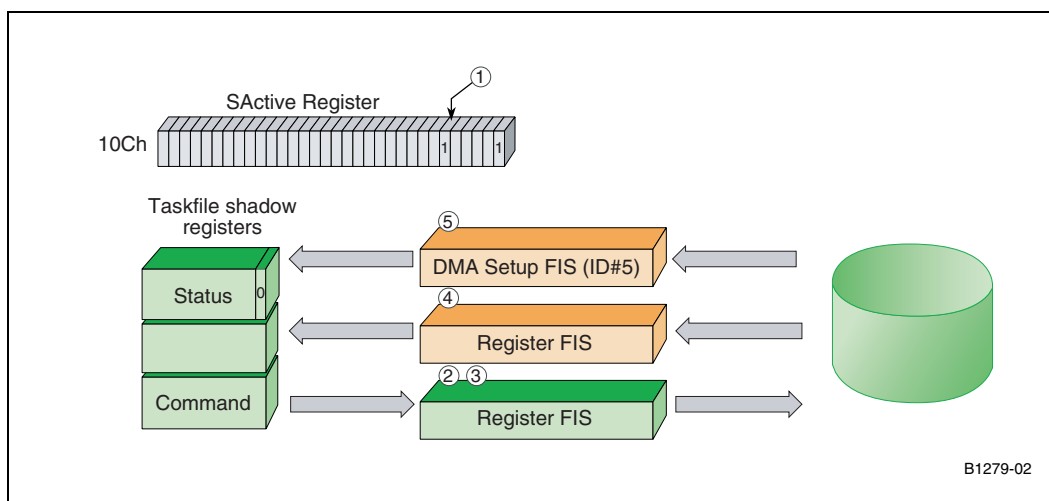 ①
SActive Register
10Ch
1 1
Taskfile shadow
registers
⑤
DMA Setup FIS (ID#5)
Status 0
④
Register FIS
② ③
Command
Register FIS
B1279-02